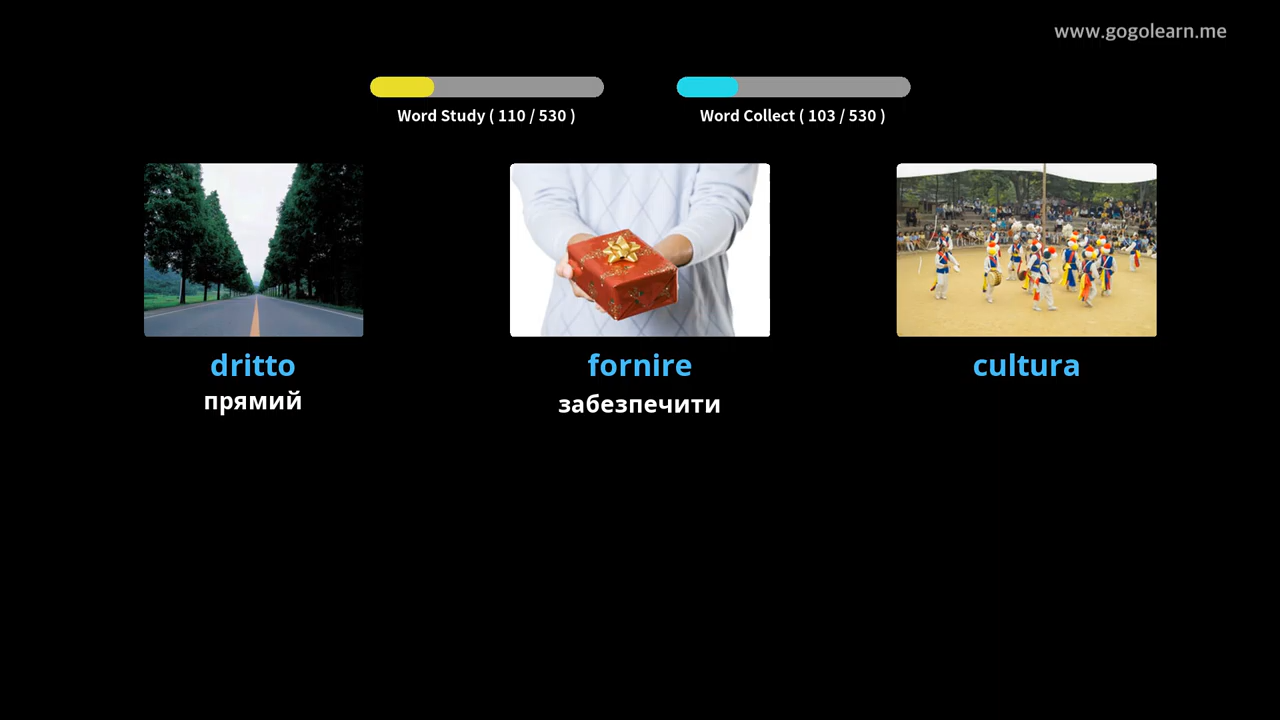 www.gogolearn.me
Word Study ( 110 / 530 )
Word Collect ( 103 / 530 )
dritto
fornire
cultura
прямий
забезпечити